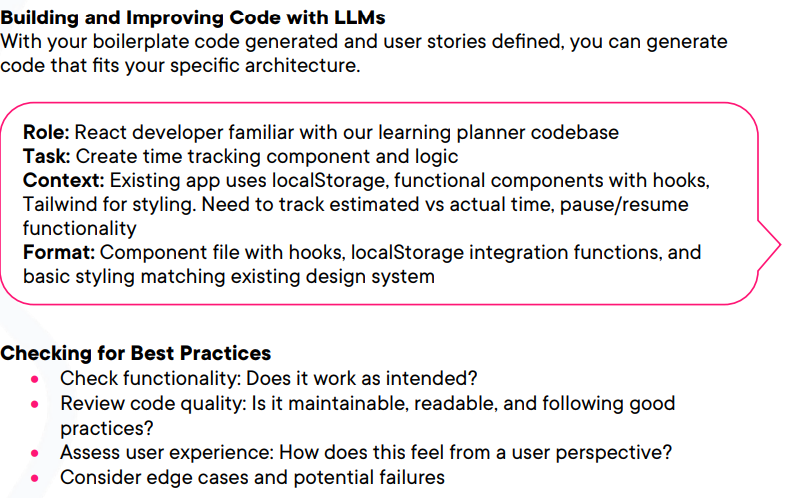 Building and Improving Code with LLMs
With your boilerplate code generated and user stories defined, you can generate
code that fits your specific architecture.
Role: React developer familiar with our learning planner codebase
Task: Create time tracking component and logic
Context: Existing app uses localStorage, functional components with hooks,
Tailwind for styling. Need to track estimated vs actual time, pause/resume
functionality
Format: Component file with hooks, localStorage integration functions, and
basic styling matching existing design system
Checking for Best Practices
• Check functionality: Does it work as intended?
• Review code quality: Is it maintainable, readable, and following good
practices?
• Assess user experience: How does this feel from a user perspective?
• Consider edge cases and potential failures